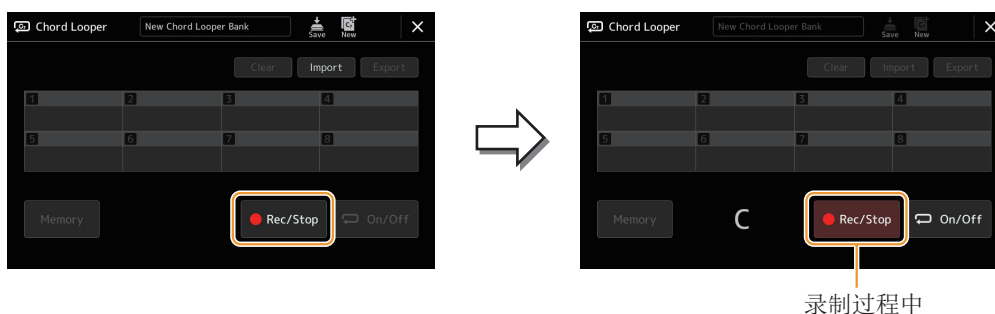 Chord Looper New Chord Looper Bank Save New
Clear Import Export
1 2 3 4
5 6 7 8
Memory Rec/Stop On/Off
Chord Looper New Chord Looper Bank Save New
Clear Import Export
1 2 3 4
5 6 7 8
Memory C Rec/Stop On/Off
录制过程中